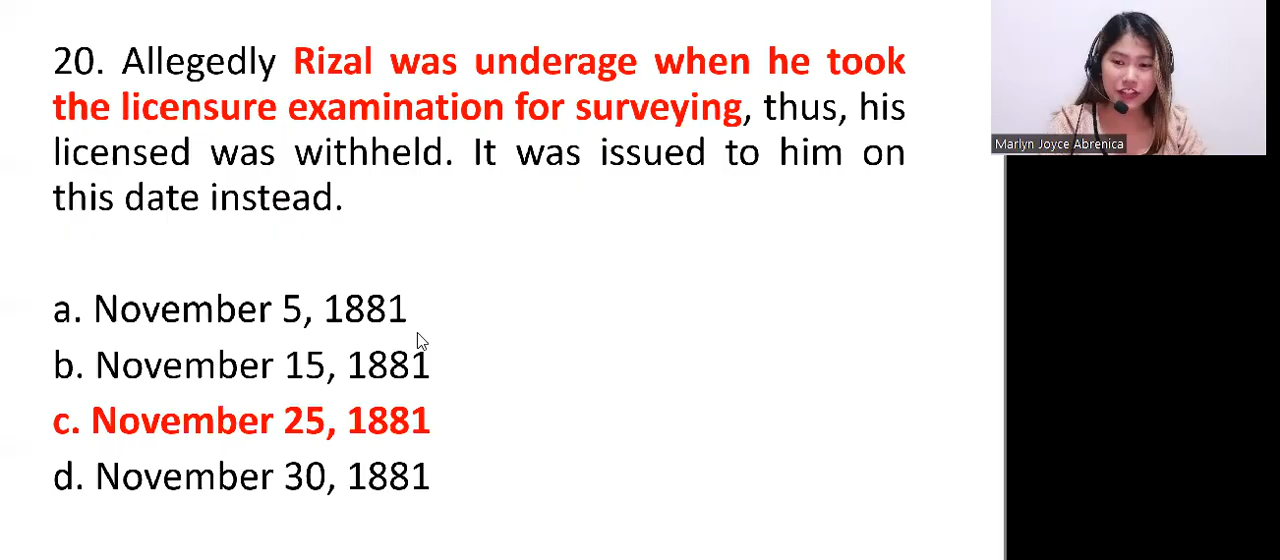 20. Allegedly Rizal was underage when he took
the licensure examination for surveying, thus, his
licensed was withheld. It was issued to him on
this date instead.
a. November 5, 1881
b. November 15, 1881
c. November 25, 1881
d. November 30, 1881
Marlyn Joyce Abrenica